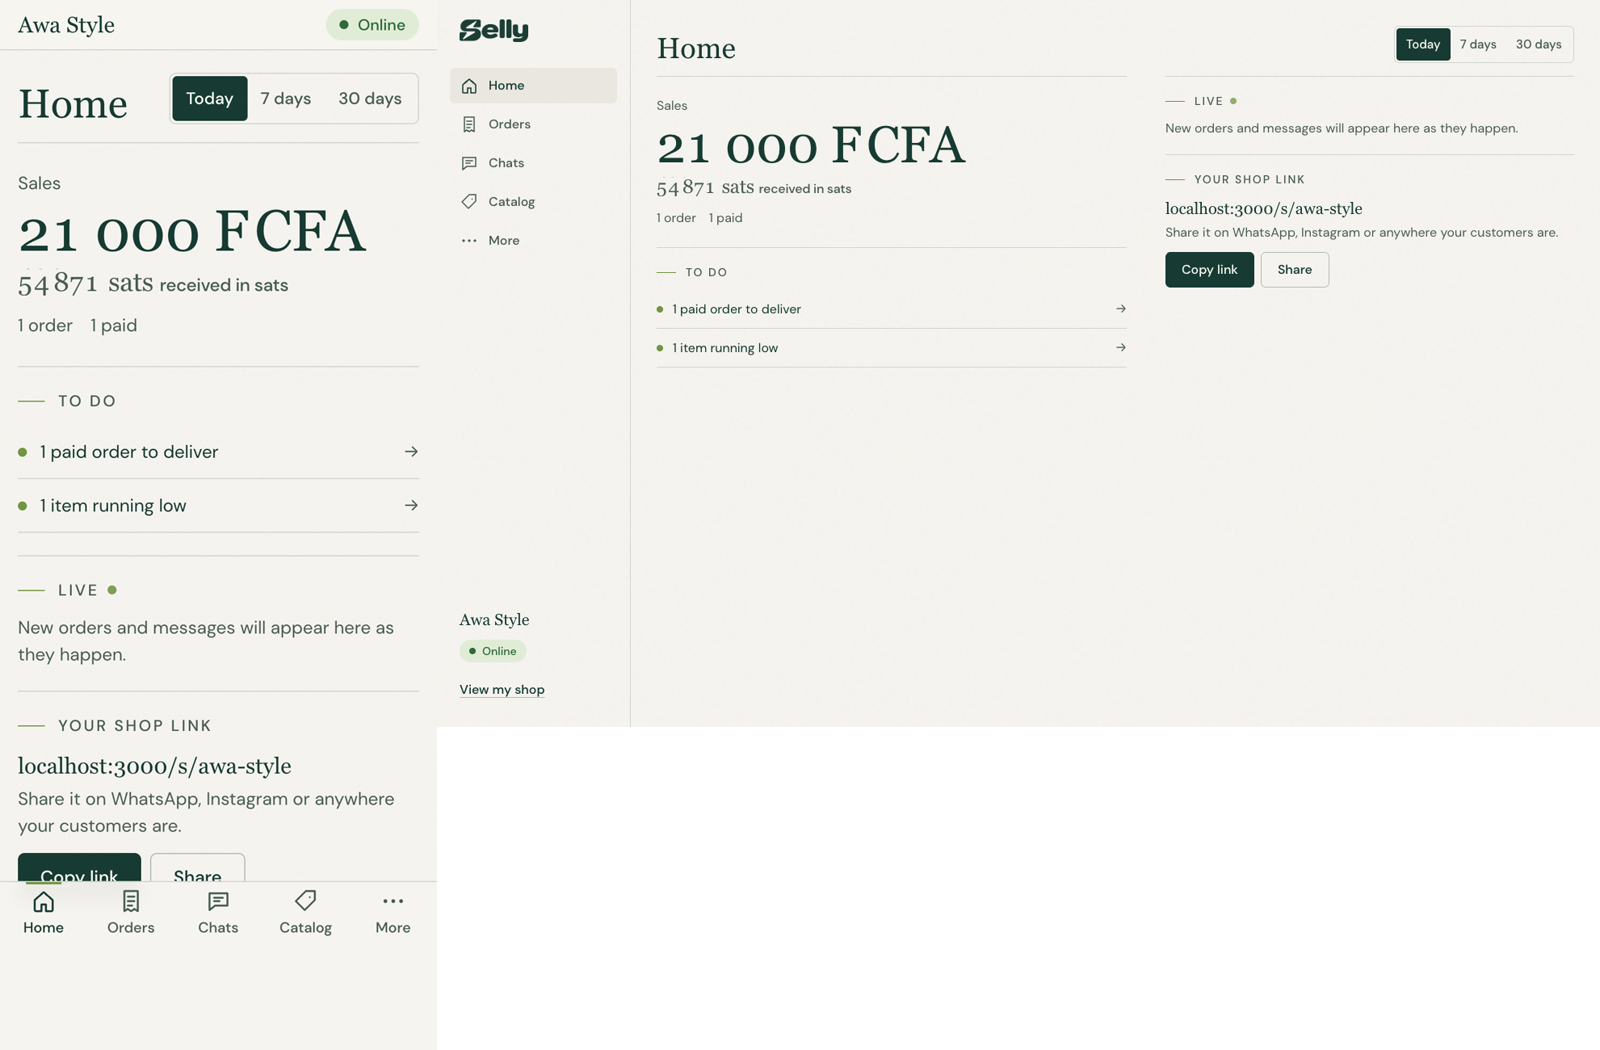 Awa Style
Online
Home
Today
7 days
30 days
Sales
21 000 F CFA
54 871 sats received in sats
1 order 1 paid
TO DO
1 paid order to deliver
1 item running low
LIVE
New orders and messages will appear here as
they happen.
YOUR SHOP LINK
localhost:3000/s/awa-style
Share it on WhatsApp, Instagram or anywhere
your customers are.
Copy link
Share
Home
Orders
Chats
Catalog
More
Selly
Home
Orders
Chats
Catalog
More
Awa Style
Online
View my shop
Home
Today
7 days
30 days
Sales
21 000 F CFA
54 871 sats received in sats
1 order 1 paid
TO DO
1 paid order to deliver
1 item running low
LIVE
New orders and messages will appear here as they happen.
YOUR SHOP LINK
localhost:3000/s/awa-style
Share it on WhatsApp, Instagram or anywhere your customers are.
Copy link
Share